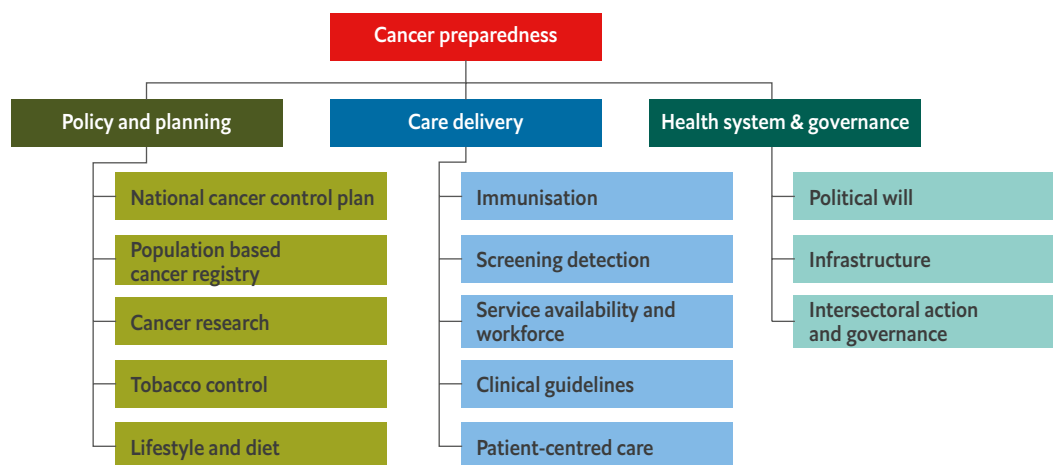 Cancer preparedness
Policy and planning
Care delivery
Health system & governance
National cancer control plan
Population based
cancer registry
Cancer research
Tobacco control
Lifestyle and diet
Immunisation
Screening detection
Service availability and
workforce
Clinical guidelines
Patient-centred care
Political will
Infrastructure
Intersectoral action
and governance